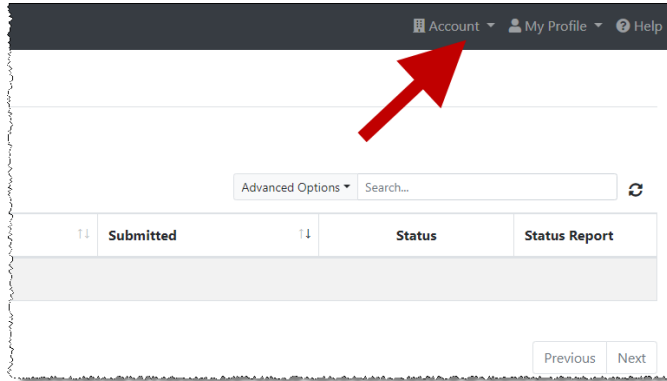 Account My Profile Help
Advanced Options Search...
Submitted Status Status Report
Previous Next